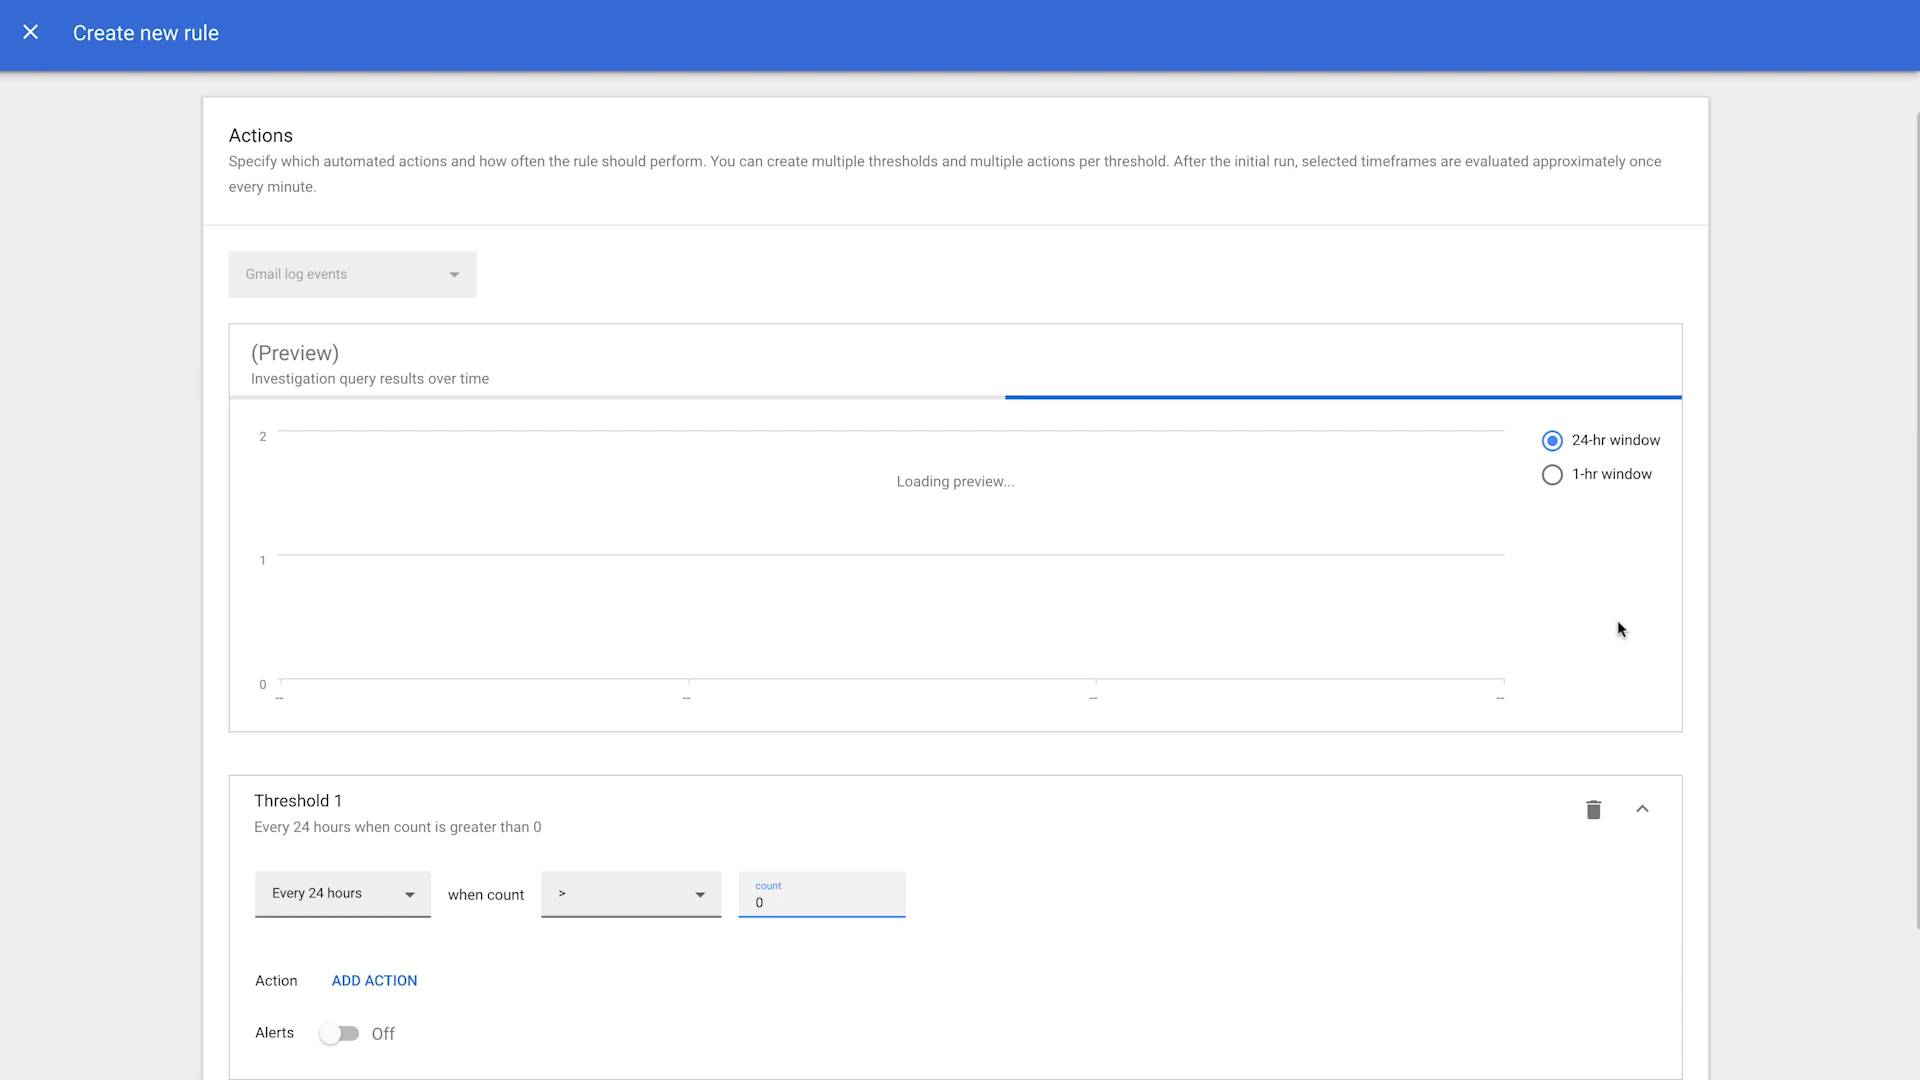 Create new rule
Actions
Specify which automated actions and how often the rule should perform. You can create multiple thresholds and multiple actions per threshold. After the initial run, selected timeframes are evaluated approximately once
every minute.
Gmail log events
(Preview)
Investigation query results over time
2
24-hr window
1-hr window
Loading preview...
1
0
--
--
--
--
Threshold 1
Every 24 hours when count is greater than 0
Every 24 hours
when count
>
count
0
Action
ADD ACTION
Alerts
Off